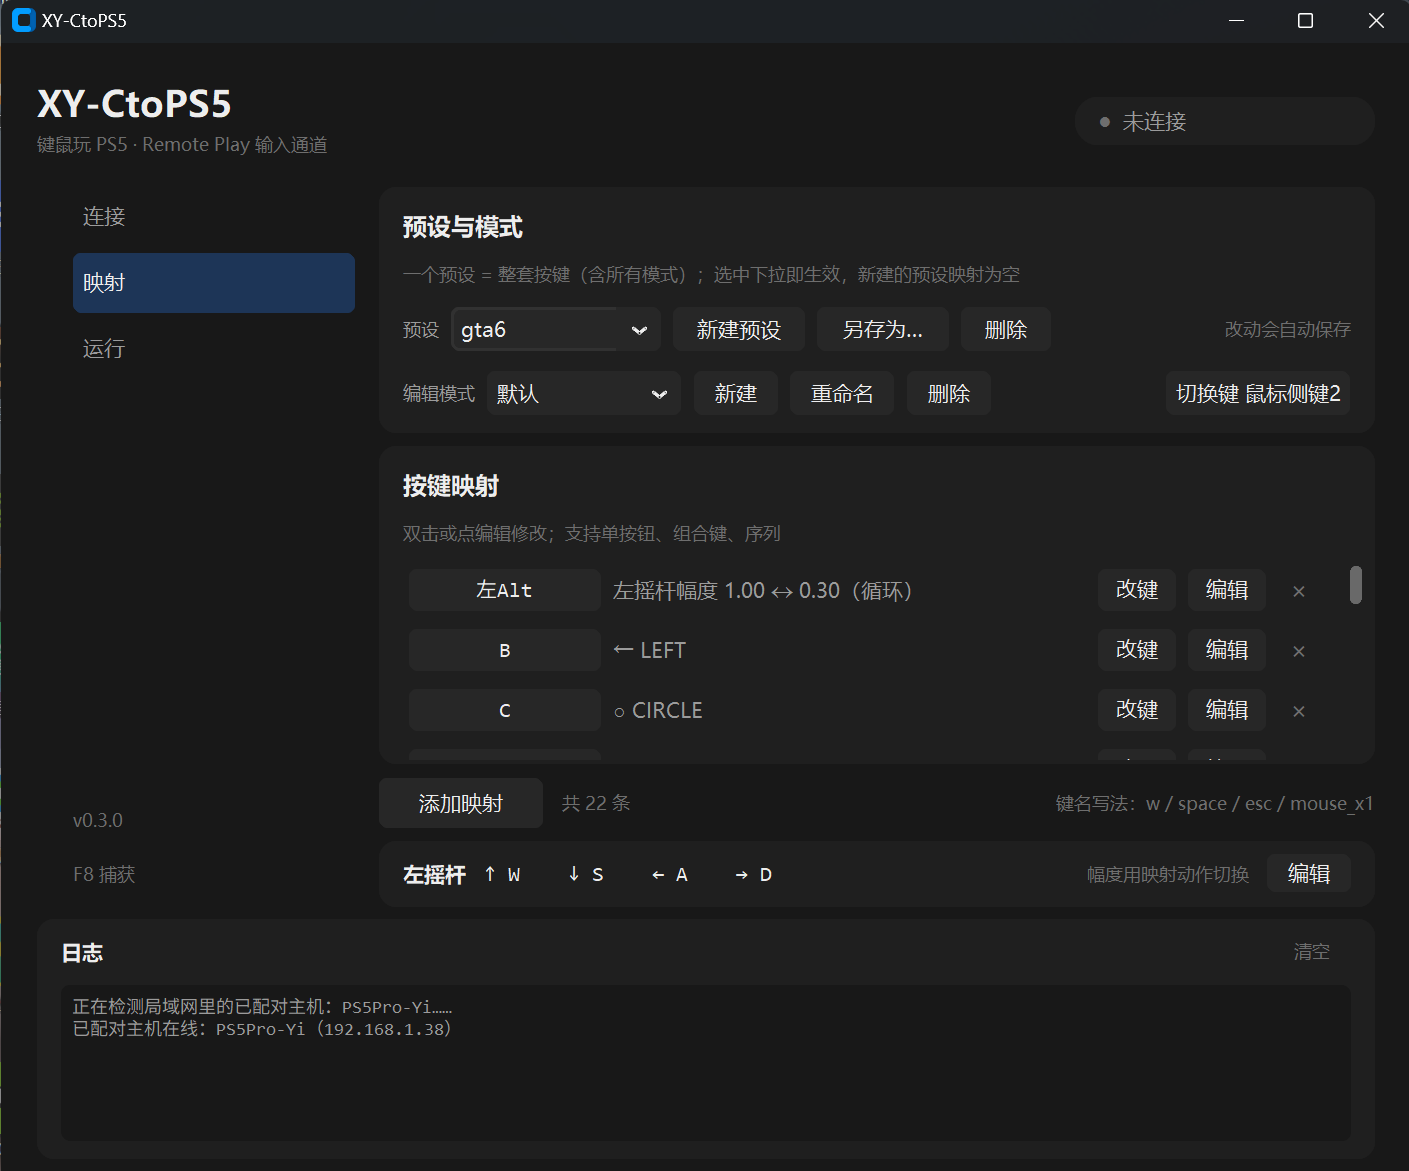 XY-CtoPS5
XY-CtoPS5
键鼠玩 PS5 · Remote Play 输入通道
● 未连接
连接
映射
运行
预设与模式
一个预设 = 整套按键（含所有模式）；选中下拉即生效，新建的预设映射为空
预设 gta6 新建预设 另存为... 删除 改动会自动保存
编辑模式 默认 新建 重命名 删除 切换键 鼠标侧键2
按键映射
双击或点编辑修改；支持单按钮、组合键、序列
左Alt 左摇杆幅度 1.00 ↔ 0.30（循环） 改键 编辑 ×
B ← LEFT 改键 编辑 ×
C ○ CIRCLE 改键 编辑 ×
添加映射 共 22 条 键名写法：w / space / esc / mouse_x1
v0.3.0
F8 捕获
左摇杆 ↑ W ↓ S ← A → D 幅度用映射动作切换 编辑
日志 清空
正在检测局域网里的已配对主机：PS5Pro-Yi……
已配对主机在线：PS5Pro-Yi（192.168.1.38）